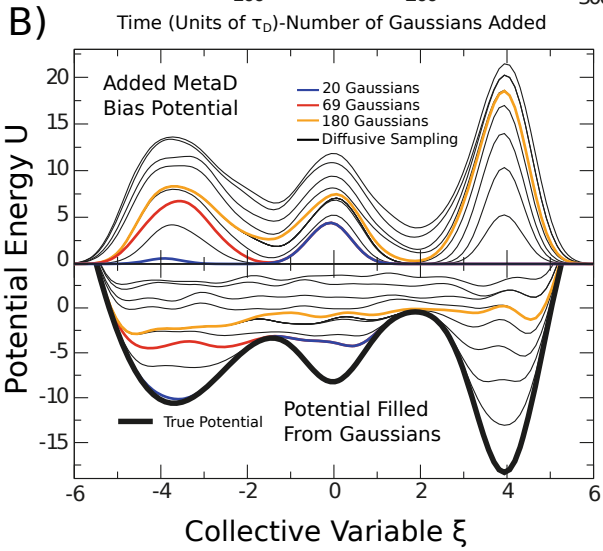 Time (Units of τD)-Number of Gaussians Added
B)
Added MetaD
Bias Potential
20 Gaussians
69 Gaussians
180 Gaussians
Diffusive Sampling
Potential Energy U
20
15
10
5
0
0
-5
-10
-15
True Potential
Potential Filled
From Gaussians
-6 -4 -2 0 2 4 6
Collective Variable ξ